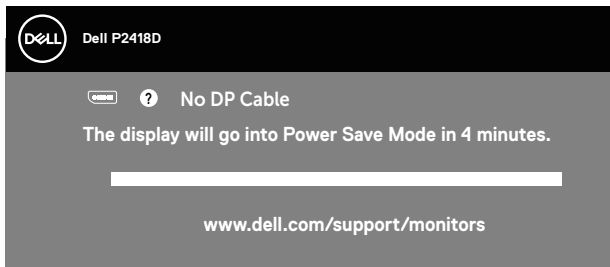 DELL
Dell P2418D
? No DP Cable
The display will go into Power Save Mode in 4 minutes.
www.dell.com/support/monitors